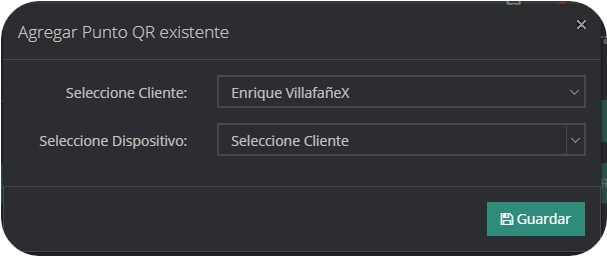 Agregar Punto QR existente
Seleccione Cliente: Enrique VillafañeX
Seleccione Dispositivo: Seleccione Cliente
Guardar